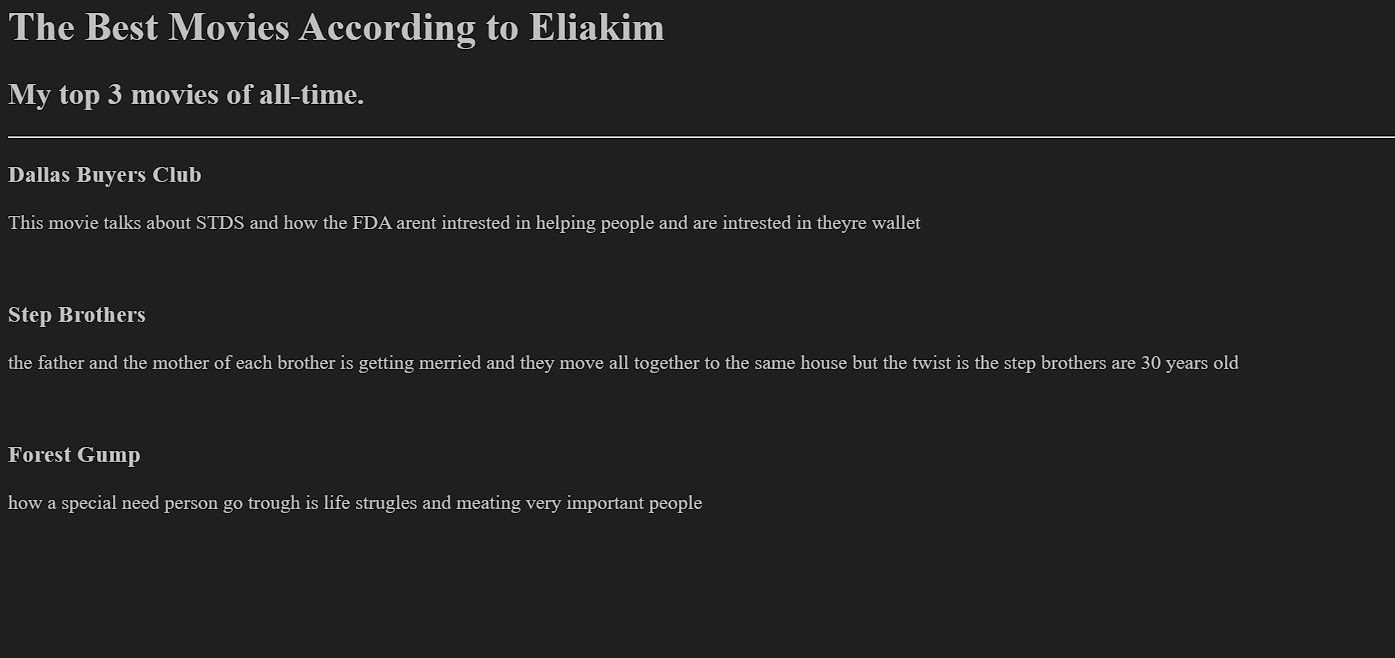 The Best Movies According to Eliakim
My top 3 movies of all-time.
Dallas Buyers Club
This movie talks about STDS and how the FDA arent intrested in helping people and are intrested in theyre wallet
Step Brothers
the father and the mother of each brother is getting merried and they move all together to the same house but the twist is the step brothers are 30 years old
Forest Gump
how a special need person go trough is life strugles and meating very important people